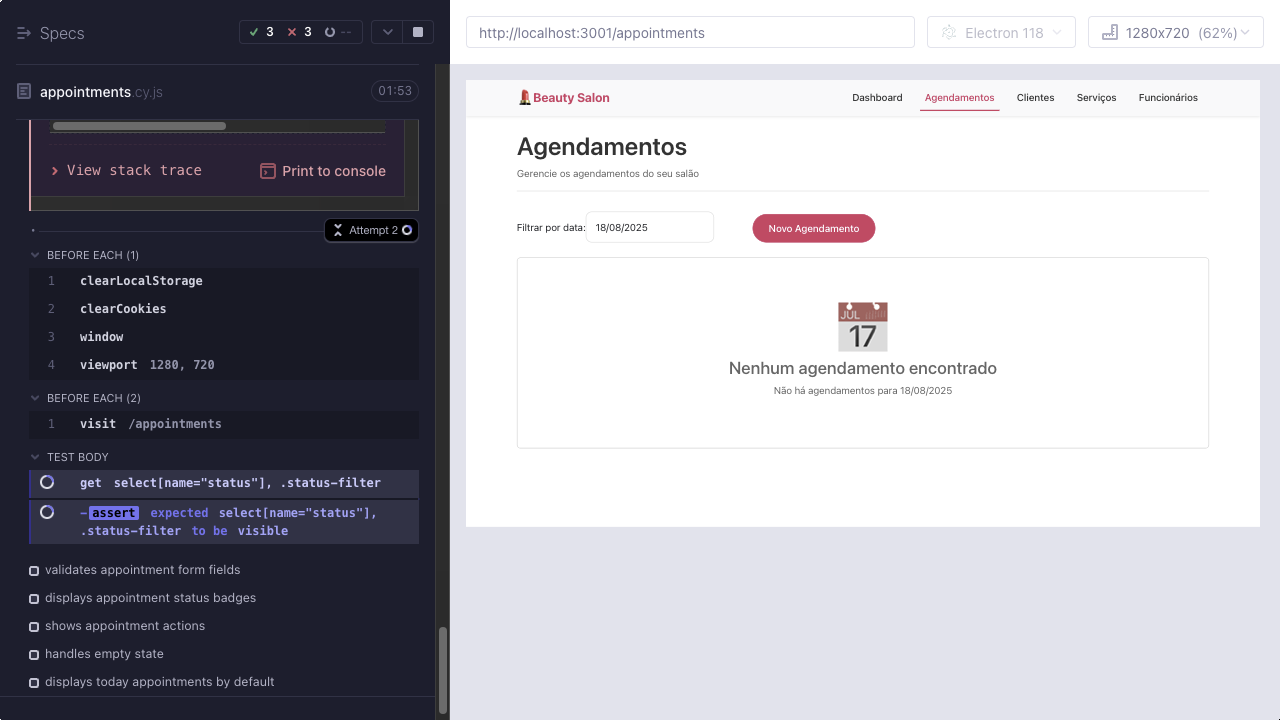 Specs
3 3 --
appointments.cy.js 01:53
View stack trace Print to console
Attempt 2
BEFORE EACH (1)
1 clearLocalStorage
2 clearCookies
3 window
4 viewport 1280, 720
BEFORE EACH (2)
1 visit /appointments
TEST BODY
get select[name="status"], .status-filter
-assert expected select[name="status"],
.status-filter to be visible
validates appointment form fields
displays appointment status badges
shows appointment actions
handles empty state
displays today appointments by default
http://localhost:3001/appointments Electron 118 1280x720 (62%)
Beauty Salon Dashboard Agendamentos Clientes Serviços Funcionários
Agendamentos
Gerencie os agendamentos do seu salão
Filtrar por data: 18/08/2025 Novo Agendamento
JUL
17
Nenhum agendamento encontrado
Não há agendamentos para 18/08/2025